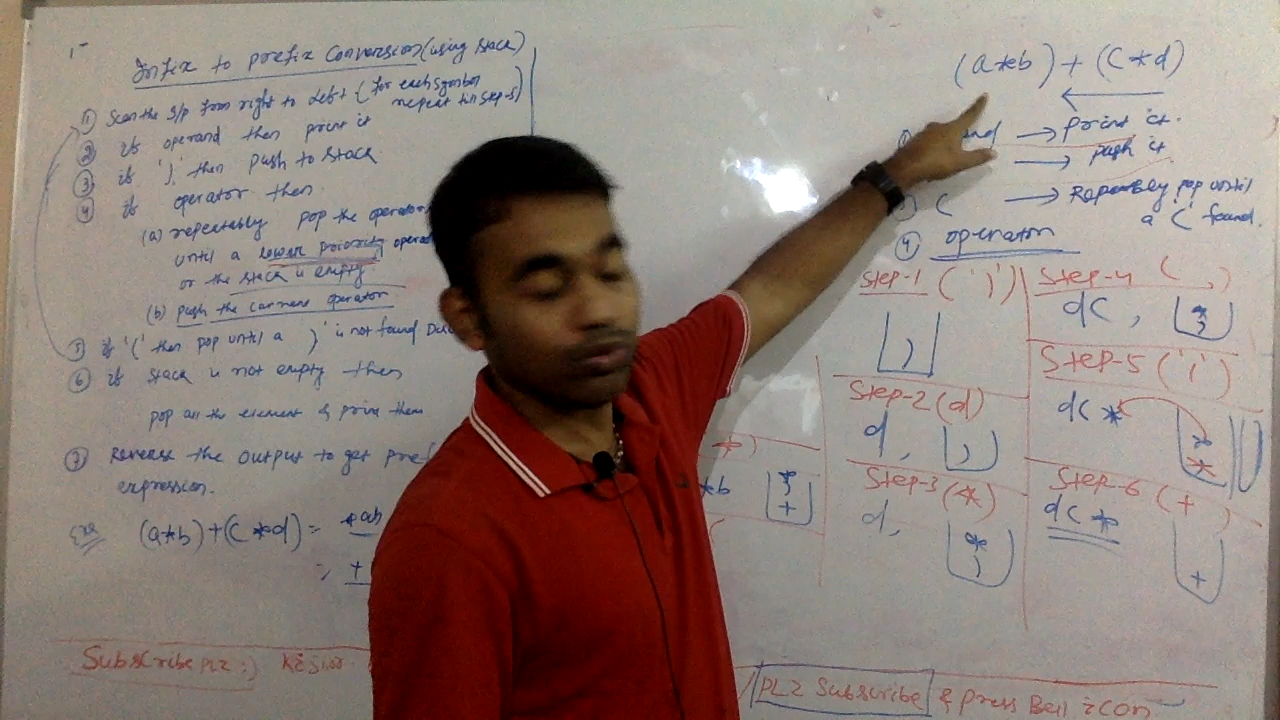 Infix to prefix conversion (using stack)
① Scan the I/p from right to left (for each symbol
repeat till step-5)
② if operand then print it
③ if ')' then push to stack
④ if operator then
(a) repeatedly pop the operator
until a lower priority operat
or the stack is empty
(b) push the current operator
⑤ if '(' then pop until a ')' is not found
⑥ if stack is not empty then
pop all the element & print them
⑦ Reverse the output to get pref
expression.
Ex: (a*b)+(c*d) = *ab
= +
Subscribe plz :)
(a*b)+(c*d)
→ print it.
→ push it
( → Repeatedly pop until
a '(' found.
④ operator
Step-1 (')')
)
Step-2 (d)
d, )
Step-3 (*)
d, *
)
Step-4 (c)
dc, *
)
Step-5 ('(')
dc*
Step-6 (+)
dc*
+
*b
+
PLZ Subscribe & press Bell icon